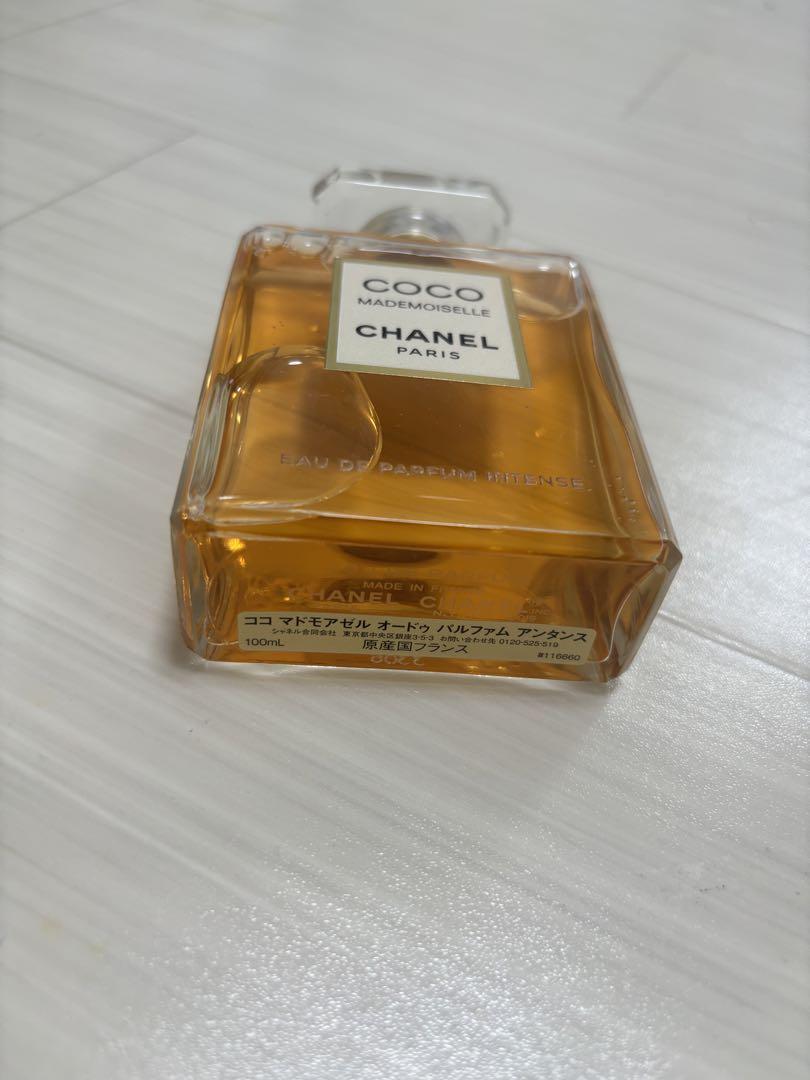 COCO
MADEMOISELLE
CHANEL
PARIS
EAU DE PARFUM INTENSE
MADE IN
CHANEL
ココ マドモアゼル オードゥ パルファム アンタンス
シャネル合同会社 東京都中央区銀座3-5-3 お問い合わせ先 0120-525-519
100mL 原産国フランス #116660